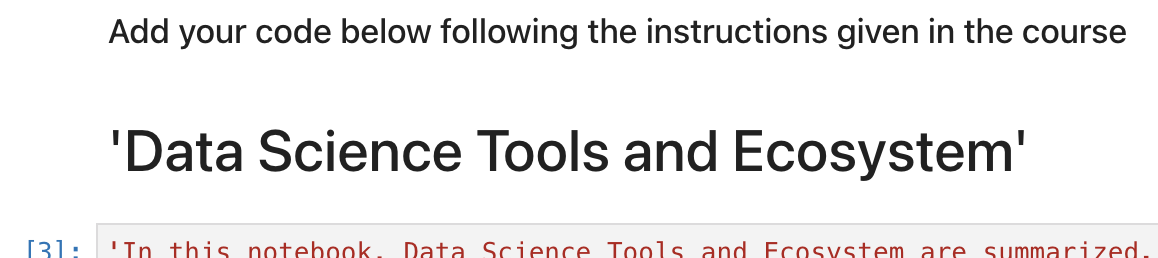 Add your code below following the instructions given in the course
'Data Science Tools and Ecosystem'
[3]: 'In this notebook, Data Science Tools and Ecosystem are summarized.